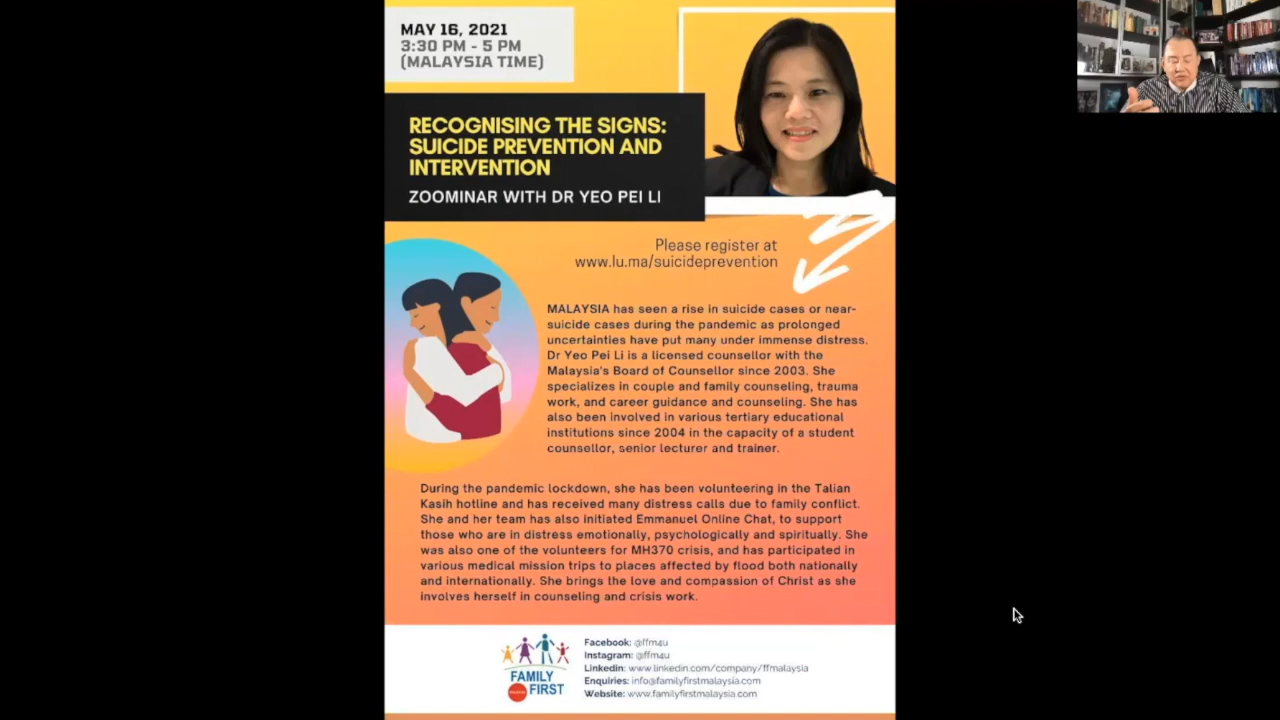 MAY 16, 2021
3:30 PM - 5 PM
(MALAYSIA TIME)
RECOGNISING THE SIGNS:
SUICIDE PREVENTION AND
INTERVENTION
ZOOMINAR WITH DR YEO PEI LI
Please register at
www.lu.ma/suicideprevention
MALAYSIA has seen a rise in suicide cases or near-
suicide cases during the pandemic as prolonged
uncertainties have put many under immense distress.
Dr Yeo Pei Li is a licensed counsellor with the
Malaysia's Board of Counsellor since 2003. She
specializes in couple and family counseling, trauma
work, and career guidance and counseling. She has
also been involved in various tertiary educational
institutions since 2004 in the capacity of a student
counsellor, senior lecturer and trainer.
During the pandemic lockdown, she has been volunteering in the Talian
Kasih hotline and has received many distress calls due to family conflict.
She and her team has also initiated Emmanuel Online Chat, to support
those who are in distress emotionally, psychologically and spiritually. She
was also one of the volunteers for MH370 crisis, and has participated in
various medical mission trips to places affected by flood both nationally
and internationally. She brings the love and compassion of Christ as she
involves herself in counseling and crisis work.
FAMILY
FIRST
Facebook: @ffm4u
Instagram: @ffm4u
Linkedin: www.linkedin.com/company/ffmalaysia
Enquiries: info@familyfirstmalaysia.com
Website: www.familyfirstmalaysia.com